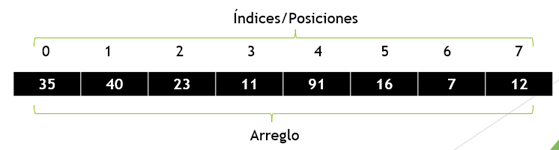 Índices/Posiciones
0 1 2 3 4 5 6 7
35 40 23 11 91 16 7 12
Arreglo